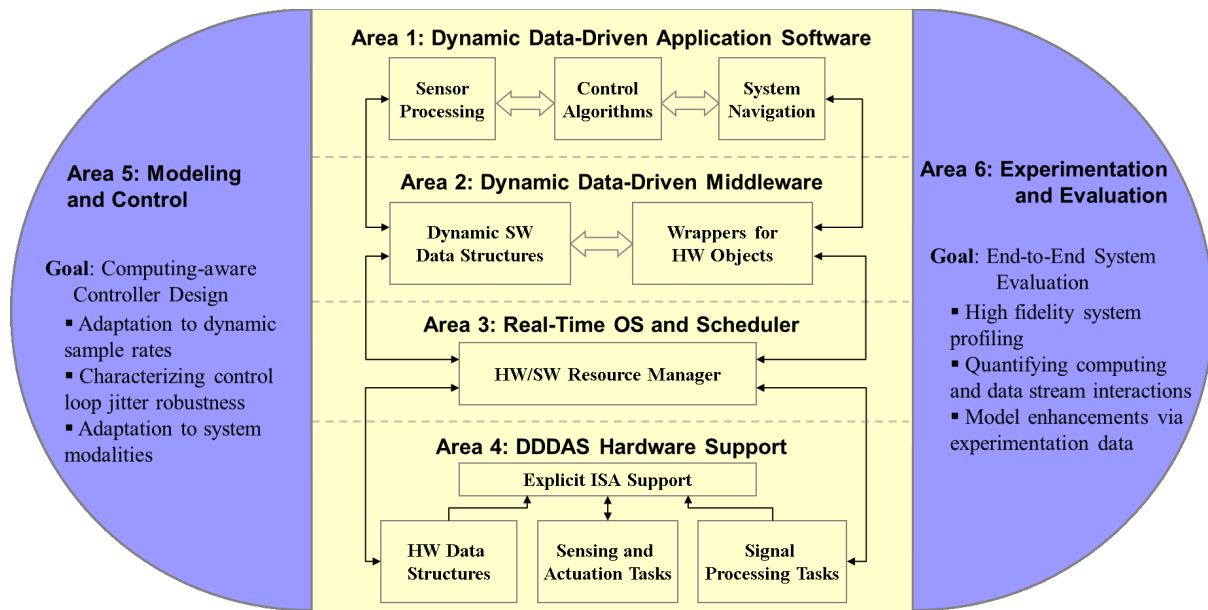 Area 1: Dynamic Data-Driven Application Software
Sensor
Processing
Control
Algorithms
System
Navigation
Area 5: Modeling
and Control
Goal: Computing-aware
Controller Design
▪ Adaptation to dynamic
sample rates
▪ Characterizing control
loop jitter robustness
▪ Adaptation to system
modalities
Area 2: Dynamic Data-Driven Middleware
Dynamic SW
Data Structures
Wrappers for
HW Objects
Area 3: Real-Time OS and Scheduler
HW/SW Resource Manager
Area 4: DDDAS Hardware Support
Explicit ISA Support
HW Data
Structures
Sensing and
Actuation Tasks
Signal
Processing Tasks
Area 6: Experimentation
and Evaluation
Goal: End-to-End System
Evaluation
▪ High fidelity system
profiling
▪ Quantifying computing
and data stream interactions
▪ Model enhancements via
experimentation data